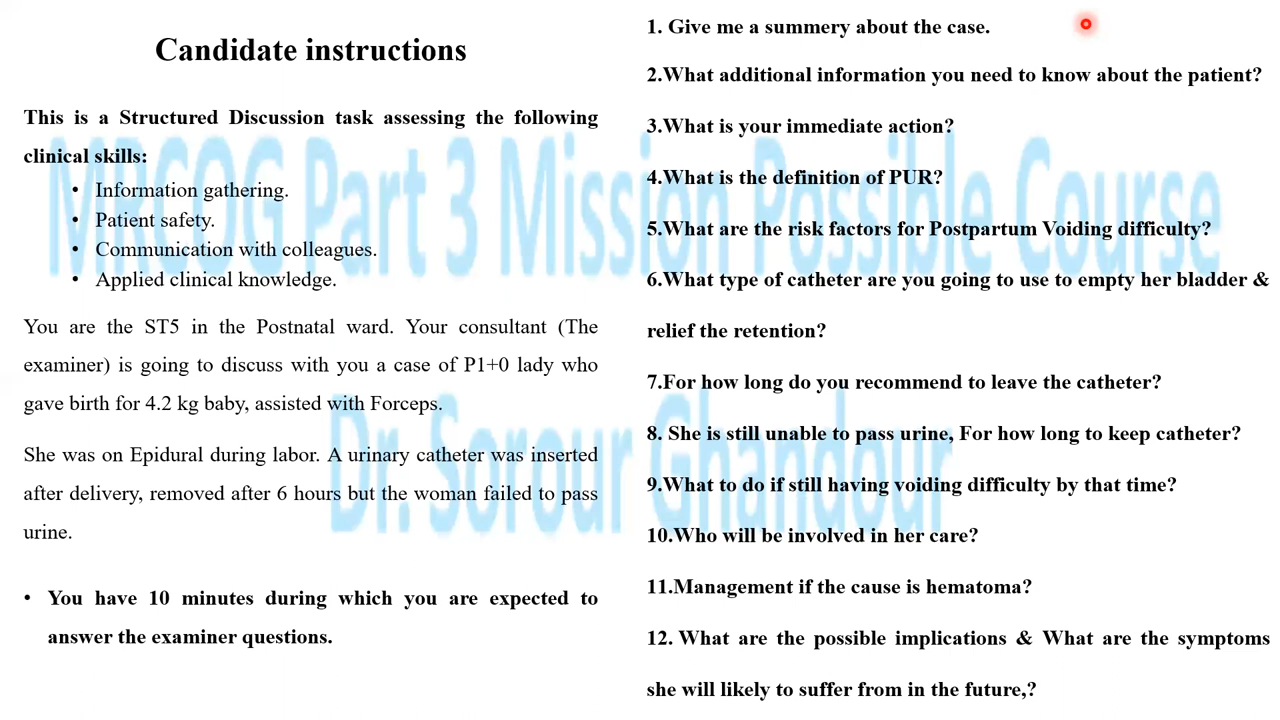 Candidate instructions
This is a Structured Discussion task assessing the following
clinical skills:
• Information gathering.
• Patient safety.
• Communication with colleagues.
• Applied clinical knowledge.
You are the ST5 in the Postnatal ward. Your consultant (The
examiner) is going to discuss with you a case of P1+0 lady who
gave birth for 4.2 kg baby, assisted with Forceps.
She was on Epidural during labor. A urinary catheter was inserted
after delivery, removed after 6 hours but the woman failed to pass
urine.
• You have 10 minutes during which you are expected to
answer the examiner questions.
1. Give me a summery about the case.
2.What additional information you need to know about the patient?
3.What is your immediate action?
4.What is the definition of PUR?
5.What are the risk factors for Postpartum Voiding difficulty?
6.What type of catheter are you going to use to empty her bladder &
relief the retention?
7.For how long do you recommend to leave the catheter?
8. She is still unable to pass urine, For how long to keep catheter?
9.What to do if still having voiding difficulty by that time?
10.Who will be involved in her care?
11.Management if the cause is hematoma?
12. What are the possible implications & What are the symptoms
she will likely to suffer from in the future,?
MRCOG Part 3 Mission Possible Course
Dr. Sorour Ghandour